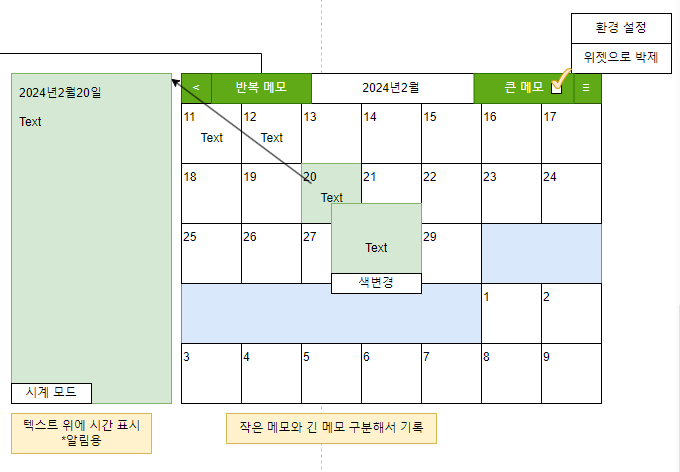 환경 설정
위젯으로 박제
2024년2월20일
Text
< 반복 메모 2024년2월 큰 메모 ☰
11 12 13 14 15 16 17
Text Text
18 19 20 21 22 23 24
Text
25 26 27 29
Text
색변경
1 2
3 4 5 6 7 8 9
시계 모드
텍스트 위에 시간 표시
*알림용
작은 메모와 긴 메모 구분해서 기록